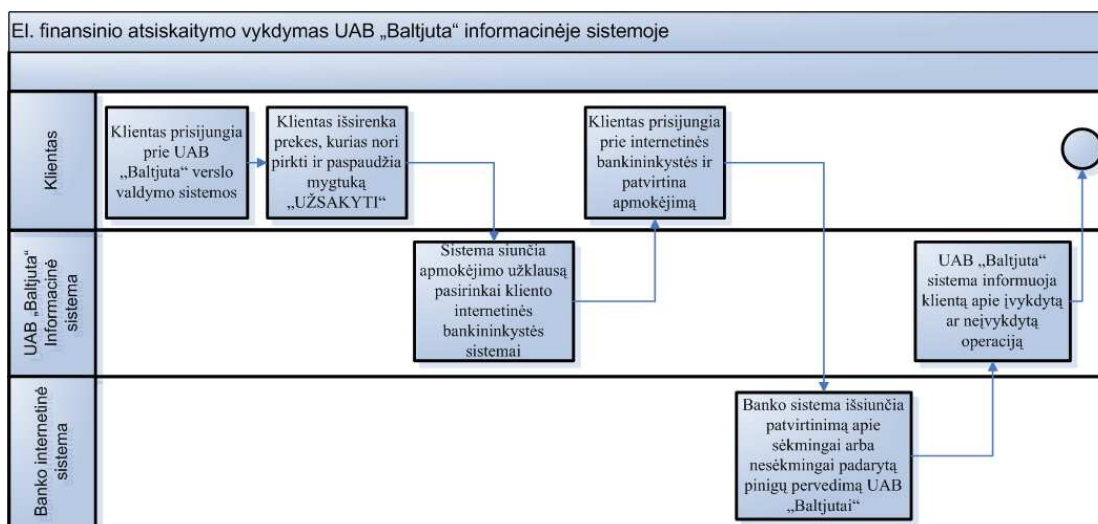 El. finansinio atsiskaitymo vykdymas UAB „Baltjuta“ informacinėje sistemoje
Klientas
Klientas prisijungia
prie UAB
„Baltjuta“ verslo
valdymo sistemos
Klientas išsirenka
prekes, kurias nori
pirkti ir paspaudžia
mygtuką
„UŽSAKYTI“
Klientas prisijungia
prie internetinės
bankininkystės ir
patvirtina
apmokėjimą
UAB „Baltjuta“
Informacinė
sistema
Sistema siunčia
apmokėjimo užklausą
pasirinkai kliento
internetinės
bankininkystės
sistemai
UAB „Baltjuta“
sistema informuoja
klientą apie įvykdytą
ar neįvykdytą
operaciją
Banko internetinė
sistema
Banko sistema išsiunčia
patvirtinimą apie
sėkmingai arba
nesėkmingai padarytą
pinigų pervedimą UAB
„Baltjutai“